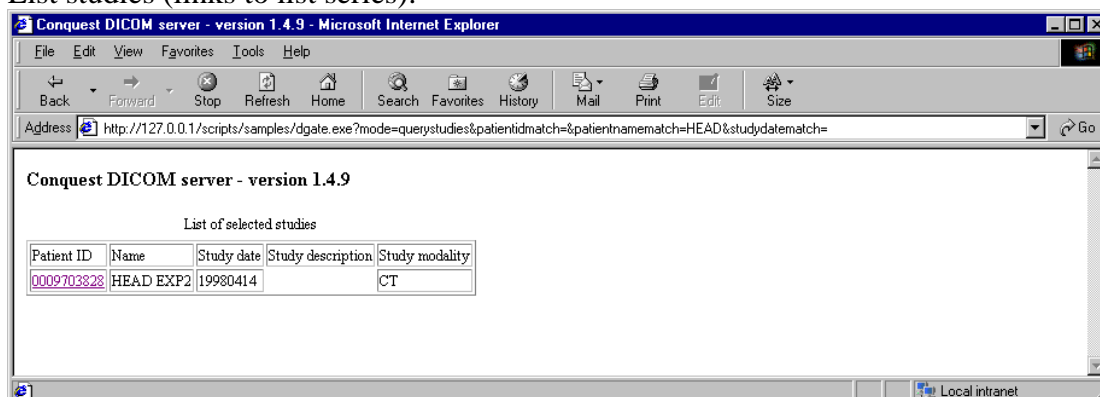 List studies (links to list series):
Conquest DICOM server - version 1.4.9 - Microsoft Internet Explorer
File Edit View Favorites Tools Help
Back Forward Stop Refresh Home Search Favorites History Mail Print Edit Size
Address http://127.0.0.1/scripts/samples/dgate.exe?mode=querystudies&patientidmatch=&patientnamematch=HEAD&studydatematch= Go
Conquest DICOM server - version 1.4.9
List of selected studies
Patient ID Name Study date Study description Study modality
0009703828 HEAD EXP2 19980414 CT
Local intranet